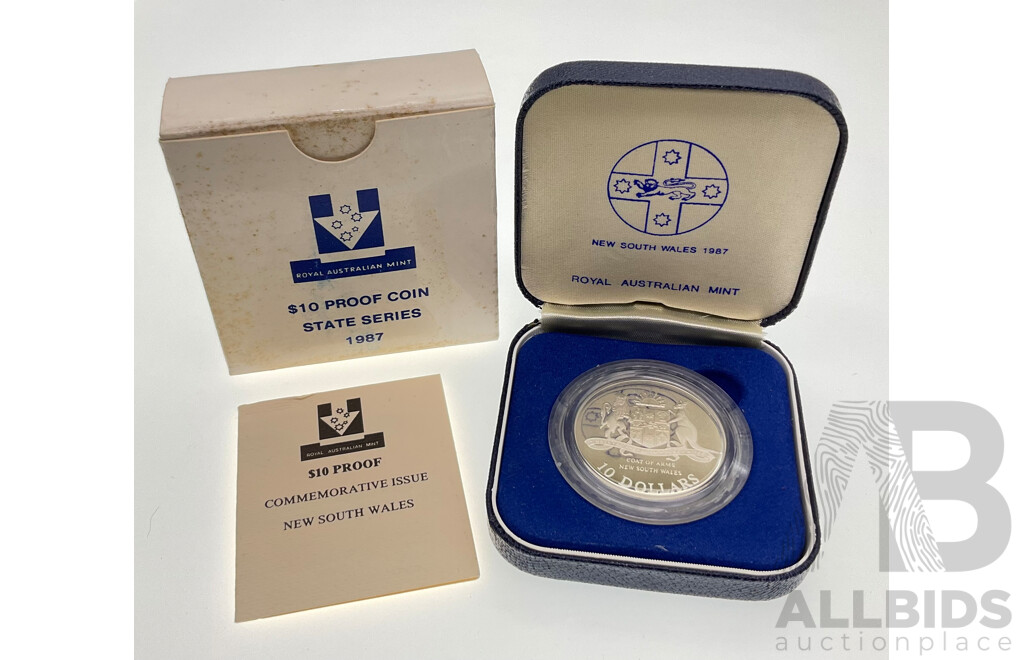 ROYAL AUSTRALIAN MINT
$10 PROOF COIN
STATE SERIES
1987
ROYAL AUSTRALIAN MINT
$10 PROOF
COMMEMORATIVE ISSUE
NEW SOUTH WALES
NEW SOUTH WALES 1987
ROYAL AUSTRALIAN MINT
COAT OF ARMS
NEW SOUTH WALES
10 DOLLARS
AB
ALLBIDS
auctionplace